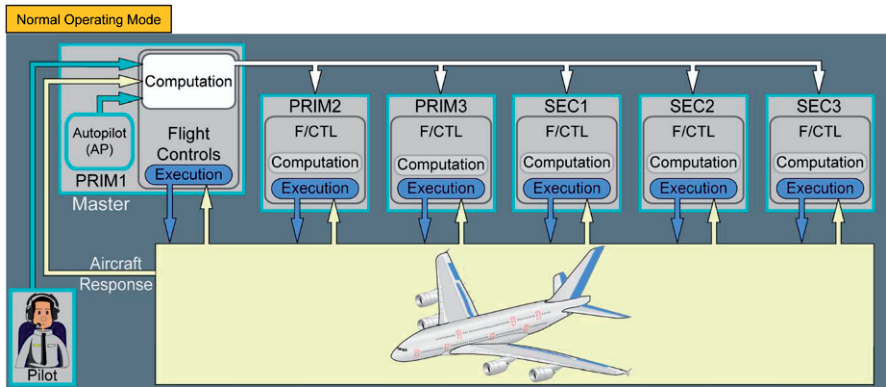 Normal Operating Mode
Computation
PRIM2
PRIM3
SEC1
SEC2
SEC3
Autopilot
(AP)
Flight
Controls
F/CTL
F/CTL
F/CTL
F/CTL
F/CTL
Computation
Computation
Computation
Computation
Computation
PRIM1
Execution
Execution
Execution
Execution
Execution
Execution
Master
Aircraft
Response
Pilot